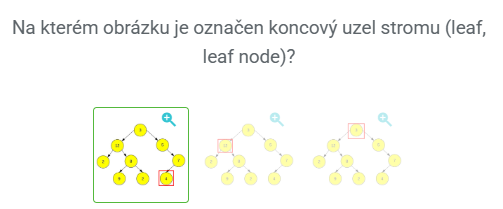 Na kterém obrázku je označen koncový uzel stromu (leaf,
leaf node)?